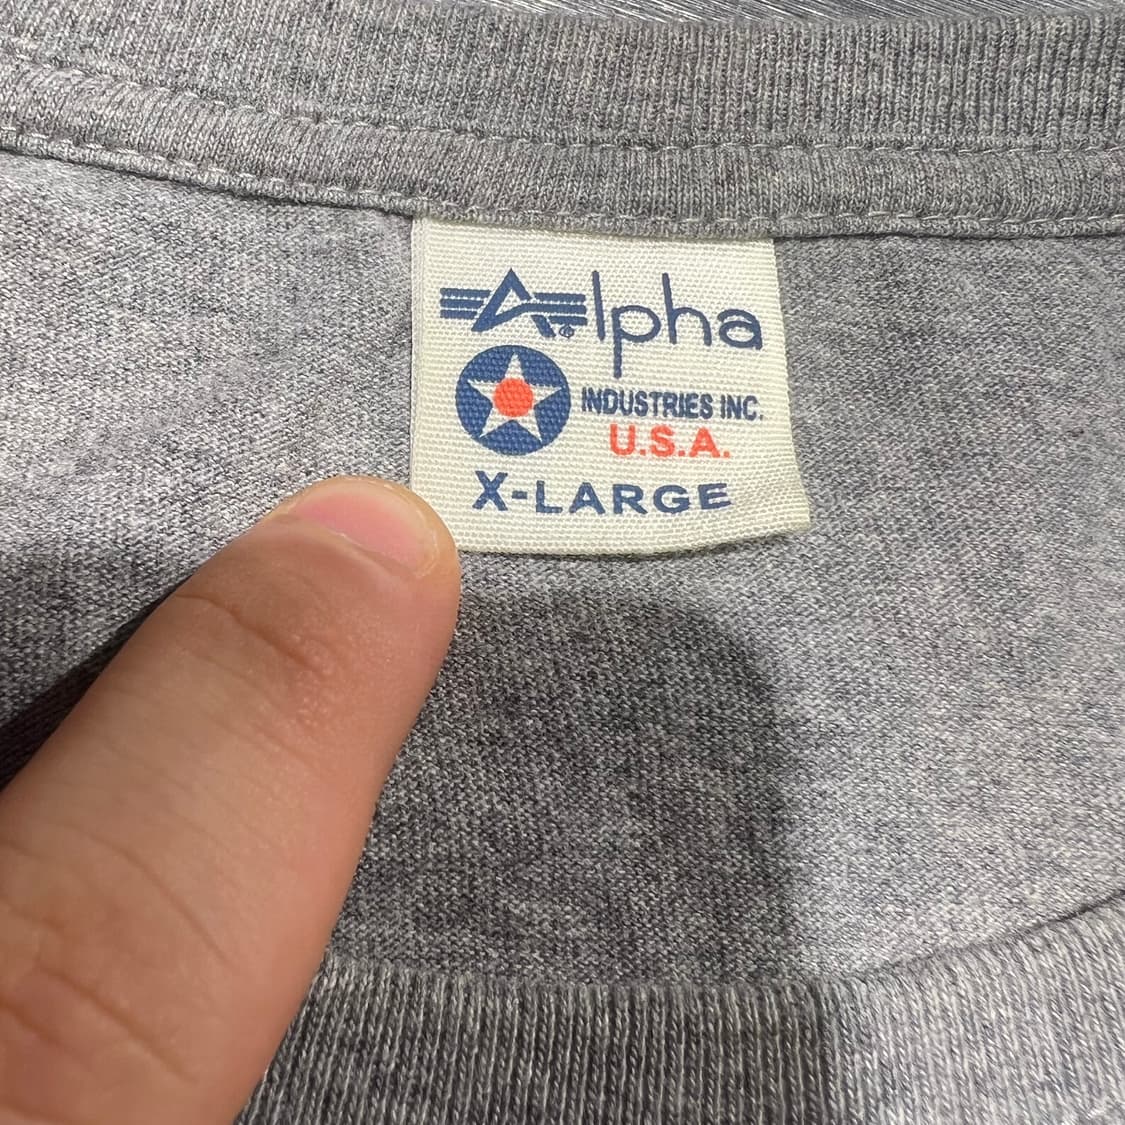 Alpha ®
INDUSTRIES INC.
U.S.A.
X-LARGE